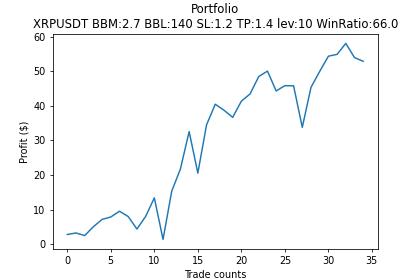 Portfolio
XRPUSDT BBM:2.7 BBL:140 SL:1.2 TP:1.4 lev:10 WinRatio:66.0
60
50
40
30
20
10
0
Profit ($)
0 5 10 15 20 25 30 35
Trade counts